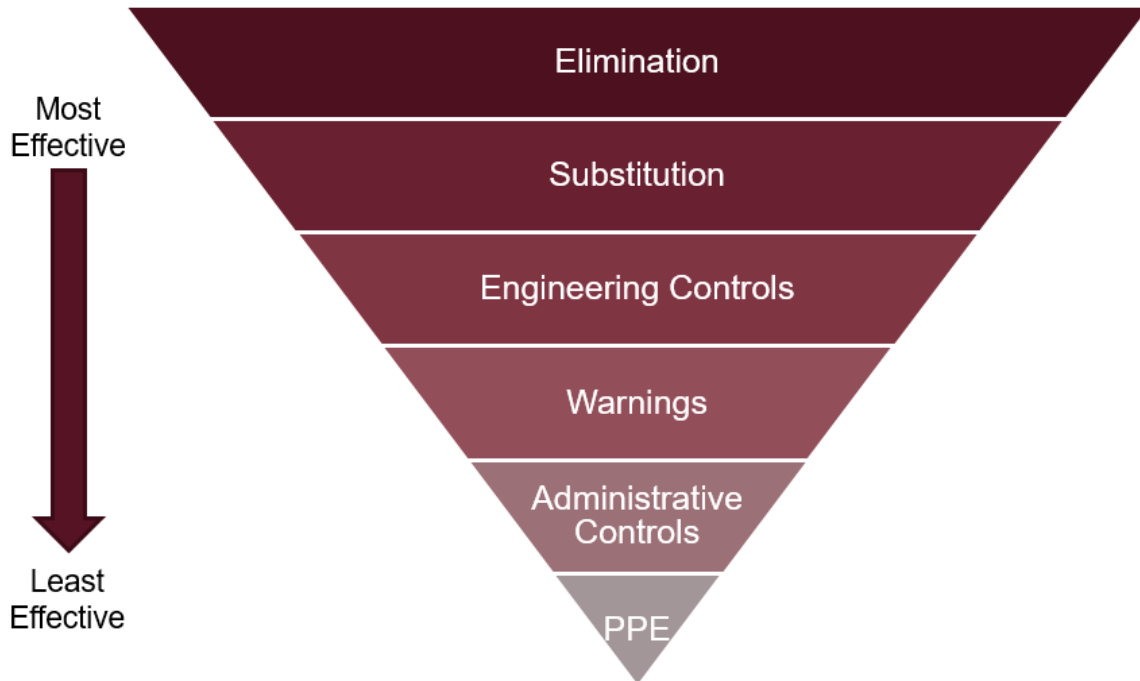 Elimination
Most
Effective
Substitution
Engineering Controls
Warnings
Administrative
Controls
Least
Effective
PPE